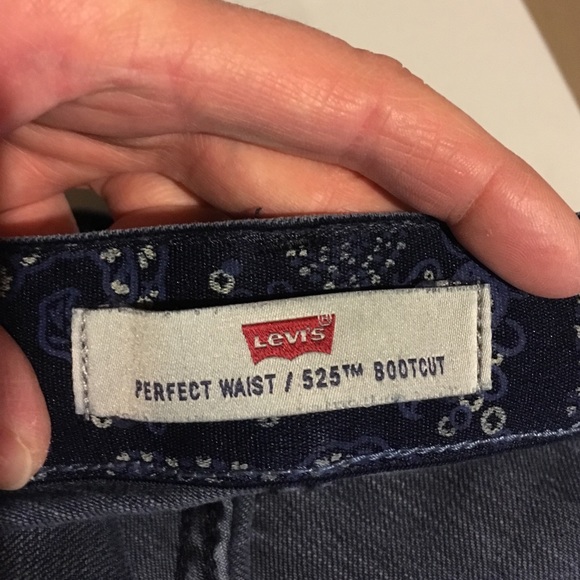 Levi's®
PERFECT WAIST / 525™ BOOTCUT